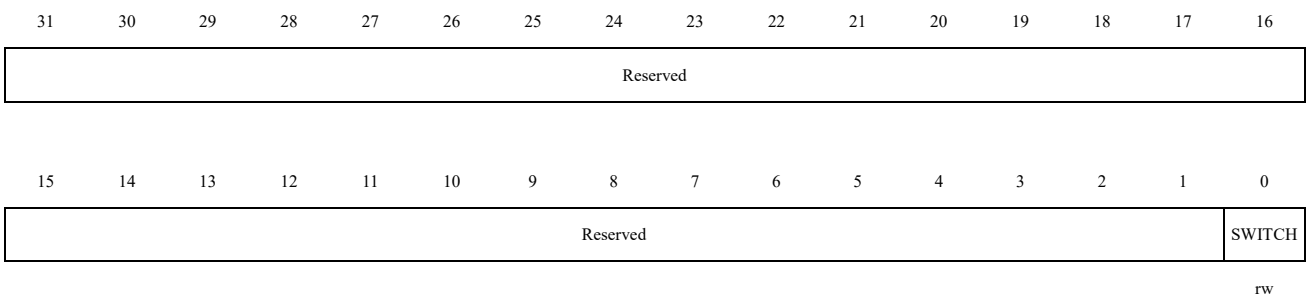 31 30 29 28 27 26 25 24 23 22 21 20 19 18 17 16
Reserved
15 14 13 12 11 10 9 8 7 6 5 4 3 2 1 0
Reserved SWITCH
rw